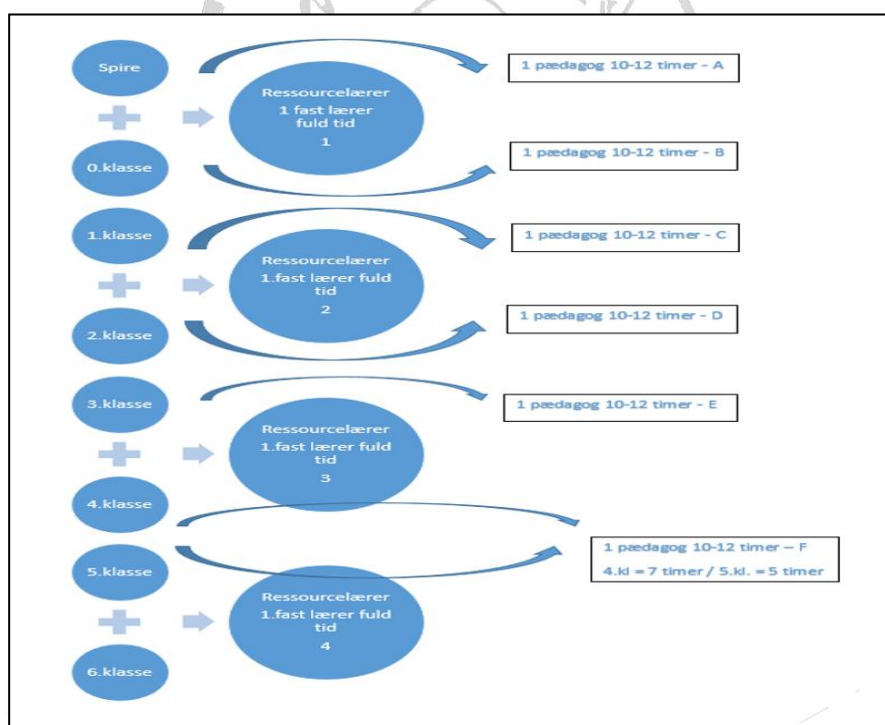 Spire
0.klasse
Ressourcelærer
1 fast lærer
fuld tid
1
1 pædagog 10-12 timer - A
1 pædagog 10-12 timer - B
1.klasse
2.klasse
Ressourcelærer
1.fast lærer fuld
tid
2
1 pædagog 10-12 timer - C
1 pædagog 10-12 timer - D
3.klasse
4.klasse
Ressourcelærer
1.fast lærer fuld
tid
3
1 pædagog 10-12 timer - E
5.klasse
6.klasse
Ressourcelærer
1.fast lærer fuld
tid
4
1 pædagog 10-12 timer – F
4.kl = 7 timer / 5.kl. = 5 timer